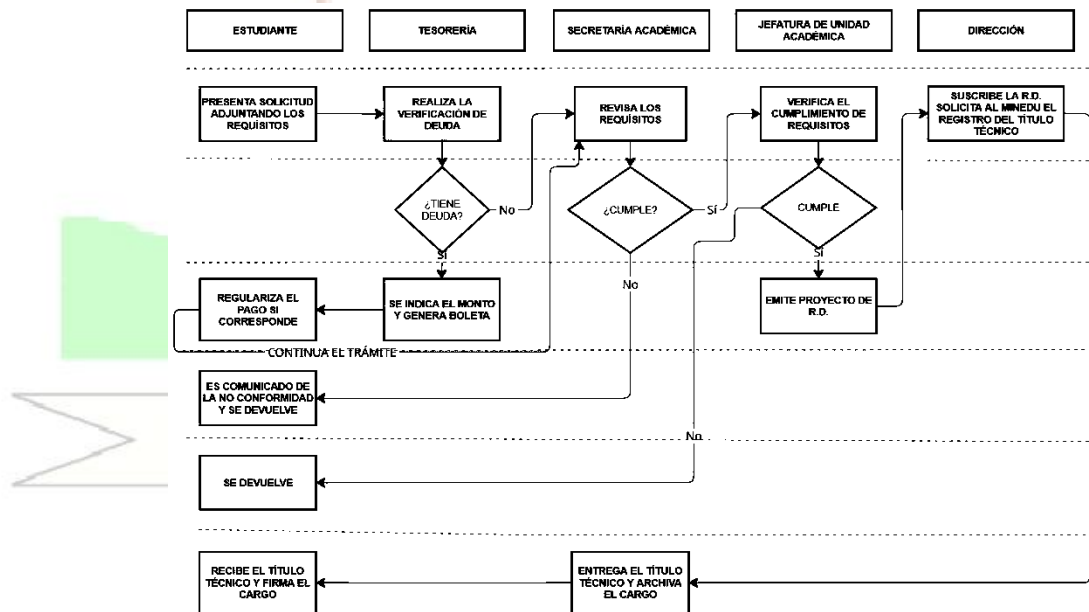 ESTUDIANTE
TESORERÍA
SECRETARÍA ACADÉMICA
JEFATURA DE UNIDAD
ACADÉMICA
DIRECCIÓN
PRESENTA SOLICITUD
ADJUNTANDO LOS
REQUÍSITOS
REALIZA LA
VERIFICACIÓN DE
DEUDA
REVISA LOS
REQUÍSITOS
VERIFICA EL
CUMPLIMIENTO DE
REQUISITOS
SUSCRIBE LA R.D.
SOLICITA AL MINEDU EL
REGISTRO DEL TÍTULO
TÉCNICO
¿TIENE
DEUDA?
No
¿CUMPLE?
Sí
CUMPLE
Sí
No
Sí
REGULARIZA EL
PAGO SI
CORRESPONDE
SE INDICA EL MONTO
Y GENERA BOLETA
EMITE PROYECTO DE
R.D.
CONTINUA EL TRÁMITE
ES COMUNICADO DE
LA NO CONFORMIDAD
Y SE DEVUELVE
No
SE DEVUELVE
RECIBE EL TÍTULO
TÉCNICO Y FIRMA EL
CARGO
ENTREGA EL TÍTULO
TÉCNICO Y ARCHIVA
EL CARGO